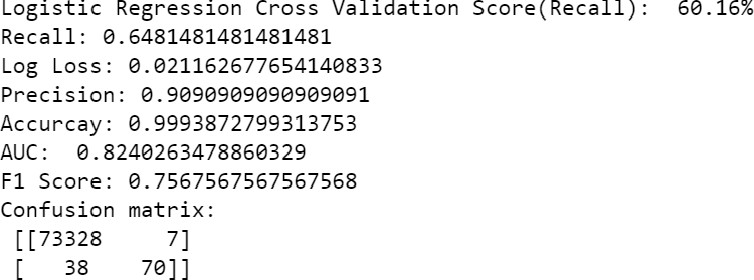 Logistic Regression Cross Validation Score(Recall):  60.16%
Recall: 0.6481481481481481
Log Loss: 0.021162677654140833
Precision: 0.9090909090909091
Accurcay: 0.9993872799313753
AUC:  0.8240263478860329
F1 Score: 0.7567567567567568
Confusion matrix:
 [[73328     7]
 [   38    70]]